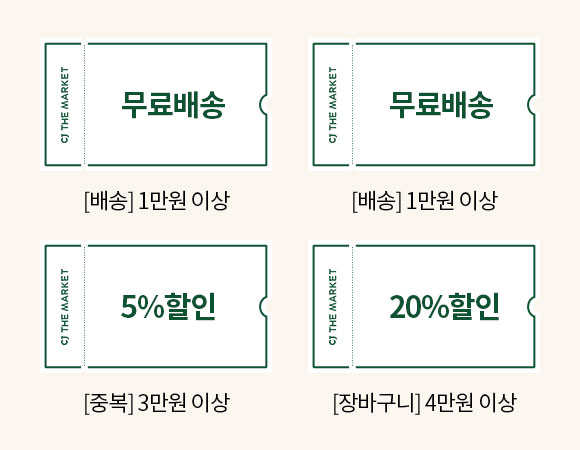 CJ THE MARKET
무료배송
[배송] 1만원 이상
CJ THE MARKET
무료배송
[배송] 1만원 이상
CJ THE MARKET
5%할인
[중복] 3만원 이상
CJ THE MARKET
20%할인
[장바구니] 4만원 이상